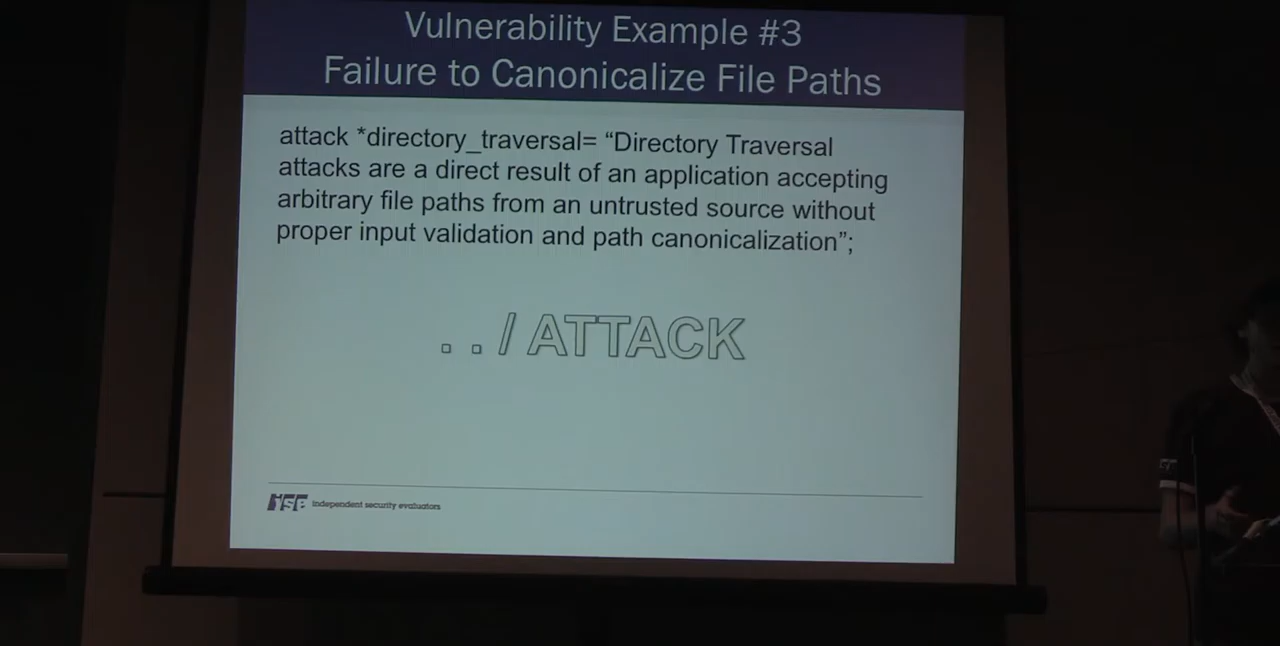 Vulnerability Example #3
Failure to Canonicalize File Paths
attack *directory_traversal= “Directory Traversal
attacks are a direct result of an application accepting
arbitrary file paths from an untrusted source without
proper input validation and path canonicalization”;
. . / ATTACK
ise independent security evaluators